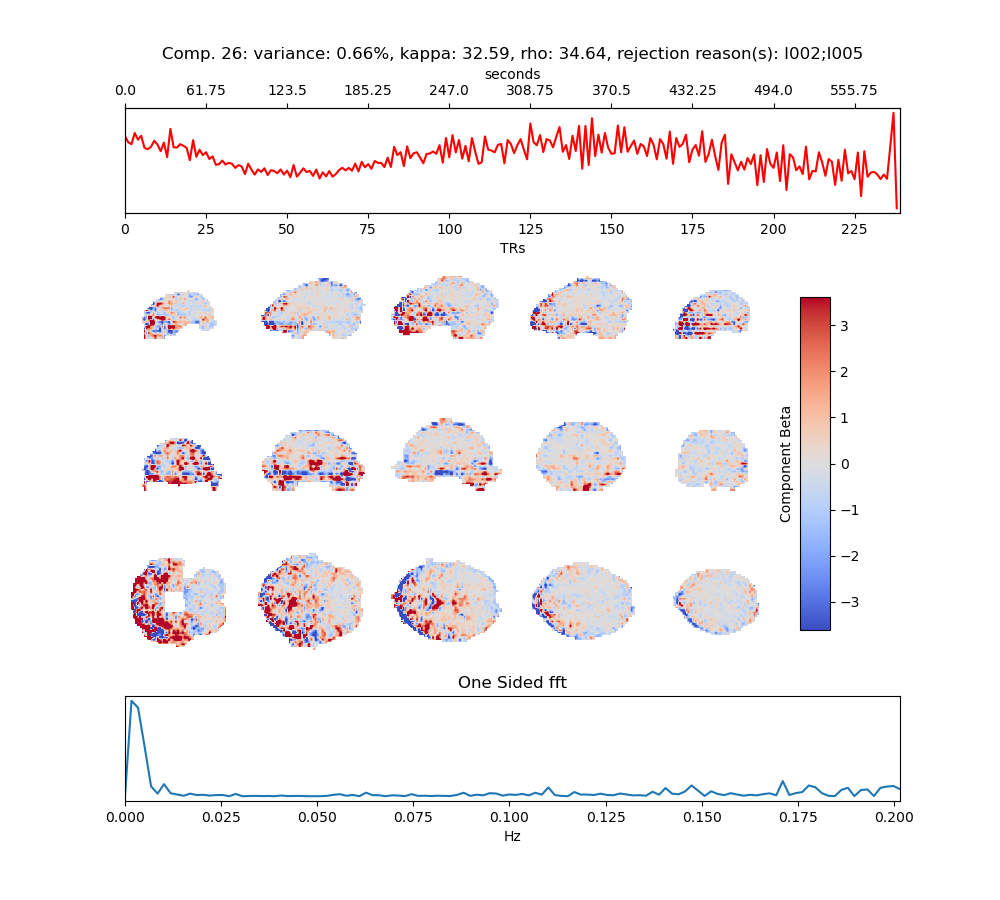 Comp. 26: variance: 0.66%, kappa: 32.59, rho: 34.64, rejection reason(s): I002;I005
seconds
0.0 61.75 123.5 185.25 247.0 308.75 370.5 432.25 494.0 555.75
0 25 50 75 100 125 150 175 200 225
TRs
3
2
1
0
−1
−2
−3
Component Beta
One Sided fft
0.000 0.025 0.050 0.075 0.100 0.125 0.150 0.175 0.200
Hz